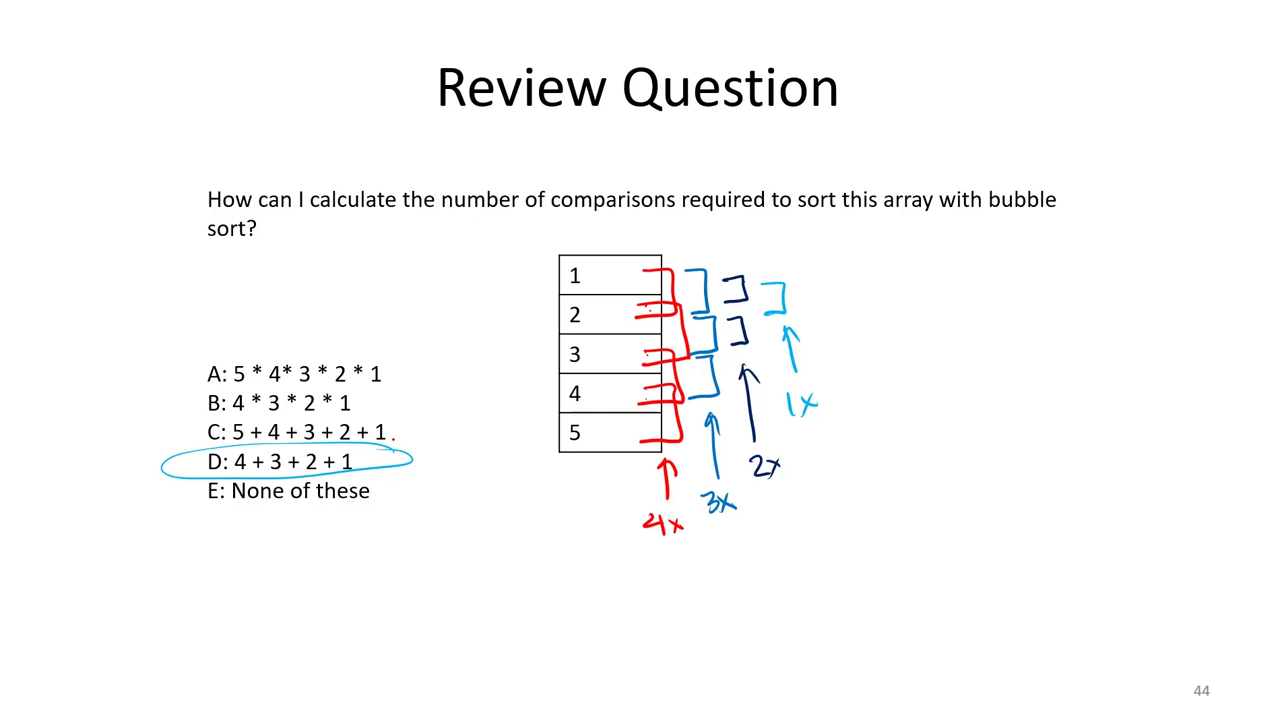 Review Question
How can I calculate the number of comparisons required to sort this array with bubble
sort?
1
2
3
4
5
A: 5 * 4* 3 * 2 * 1
B: 4 * 3 * 2 * 1
C: 5 + 4 + 3 + 2 + 1
D: 4 + 3 + 2 + 1
E: None of these
4x
3x
2x
1x
44